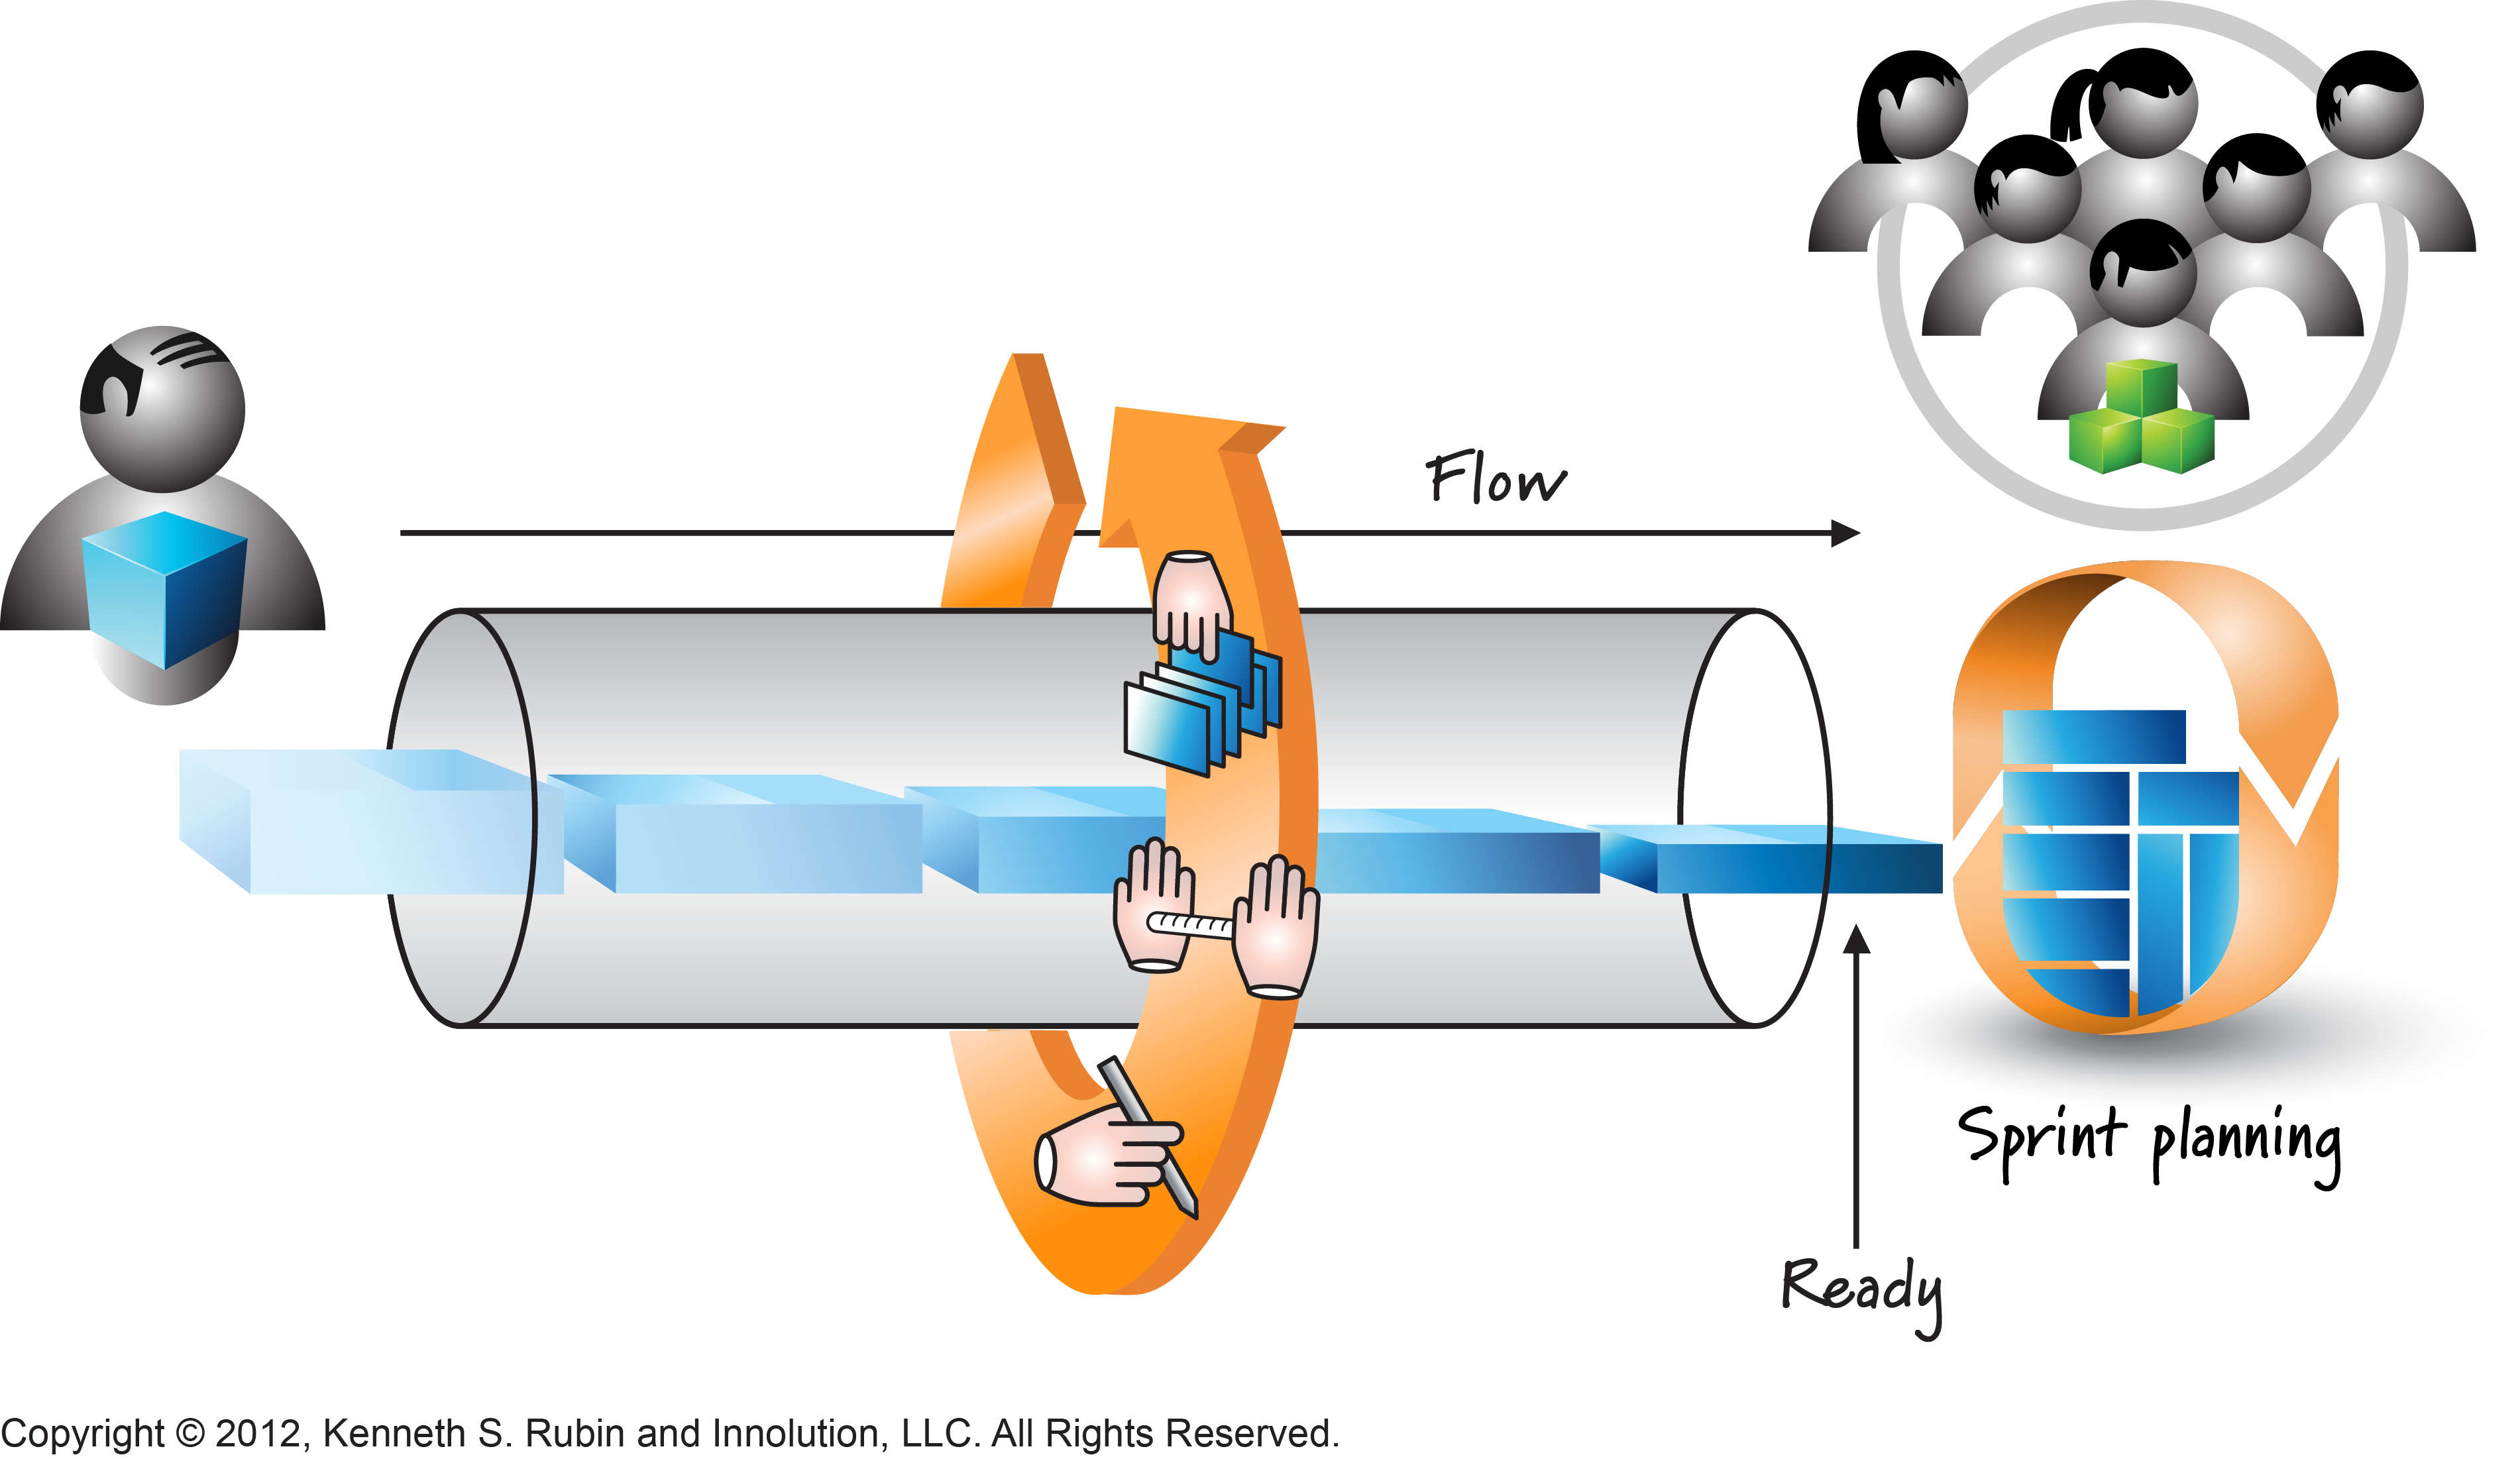 Flow
Sprint planning
Ready
Copyright © 2012, Kenneth S. Rubin and Innolution, LLC. All Rights Reserved.